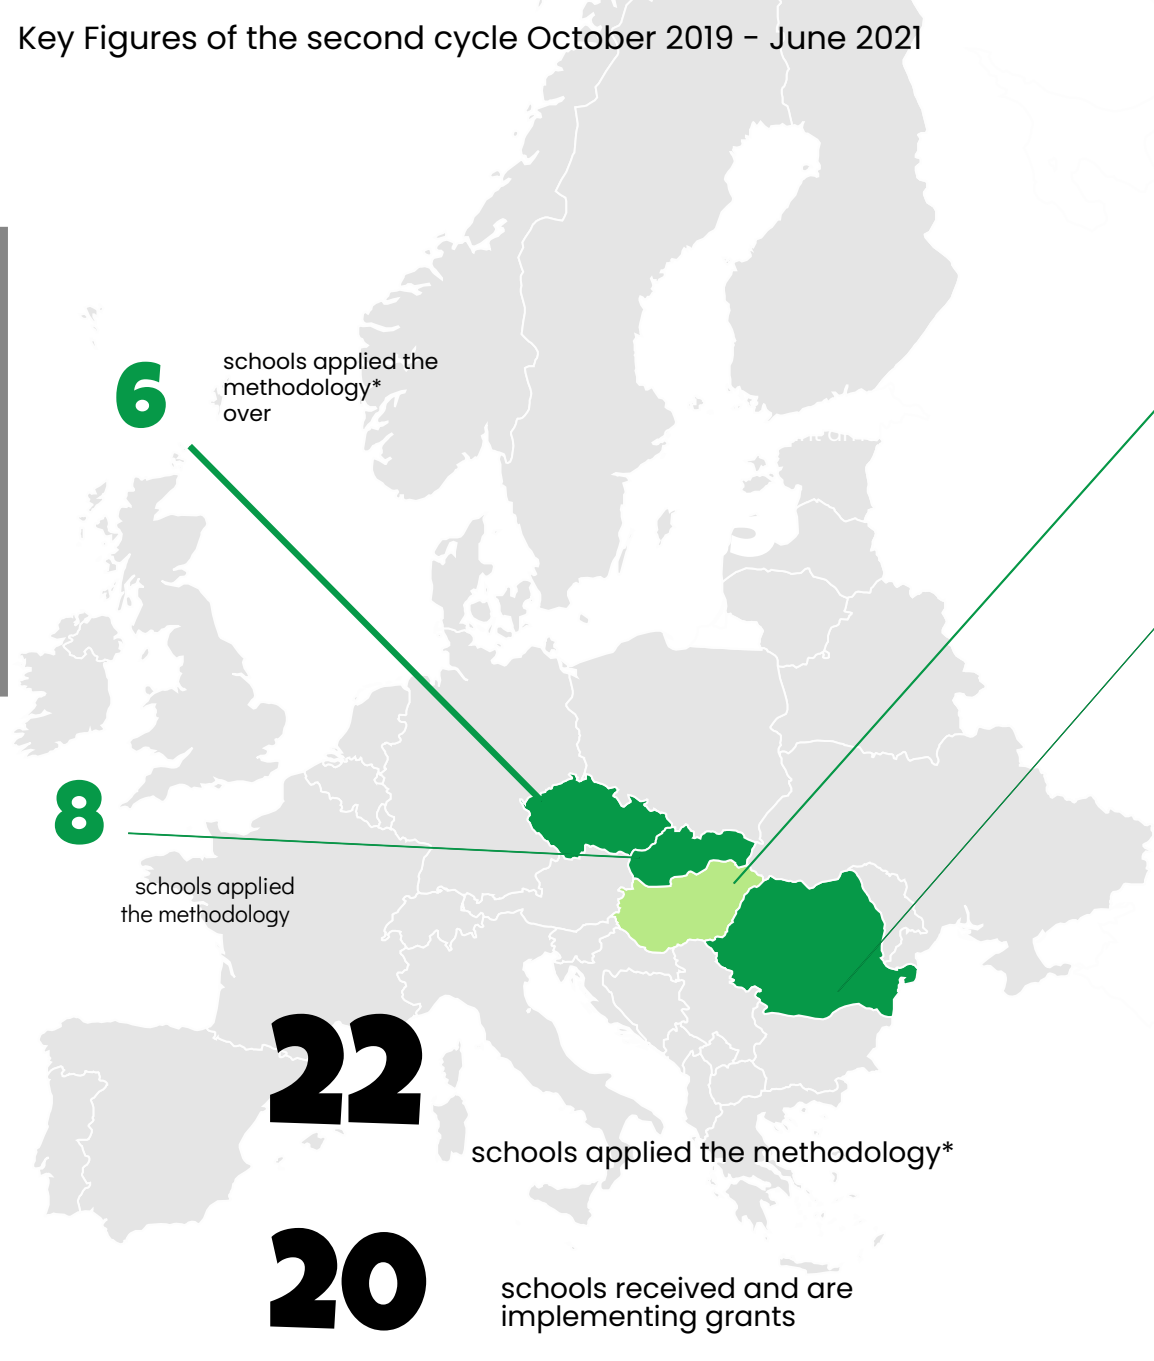 Key Figures of the second cycle October 2019 - June 2021
6
schools applied the
methodology*
over
8
schools applied
the methodology
22
schools applied the methodology*
20
schools received and are
implementing grants